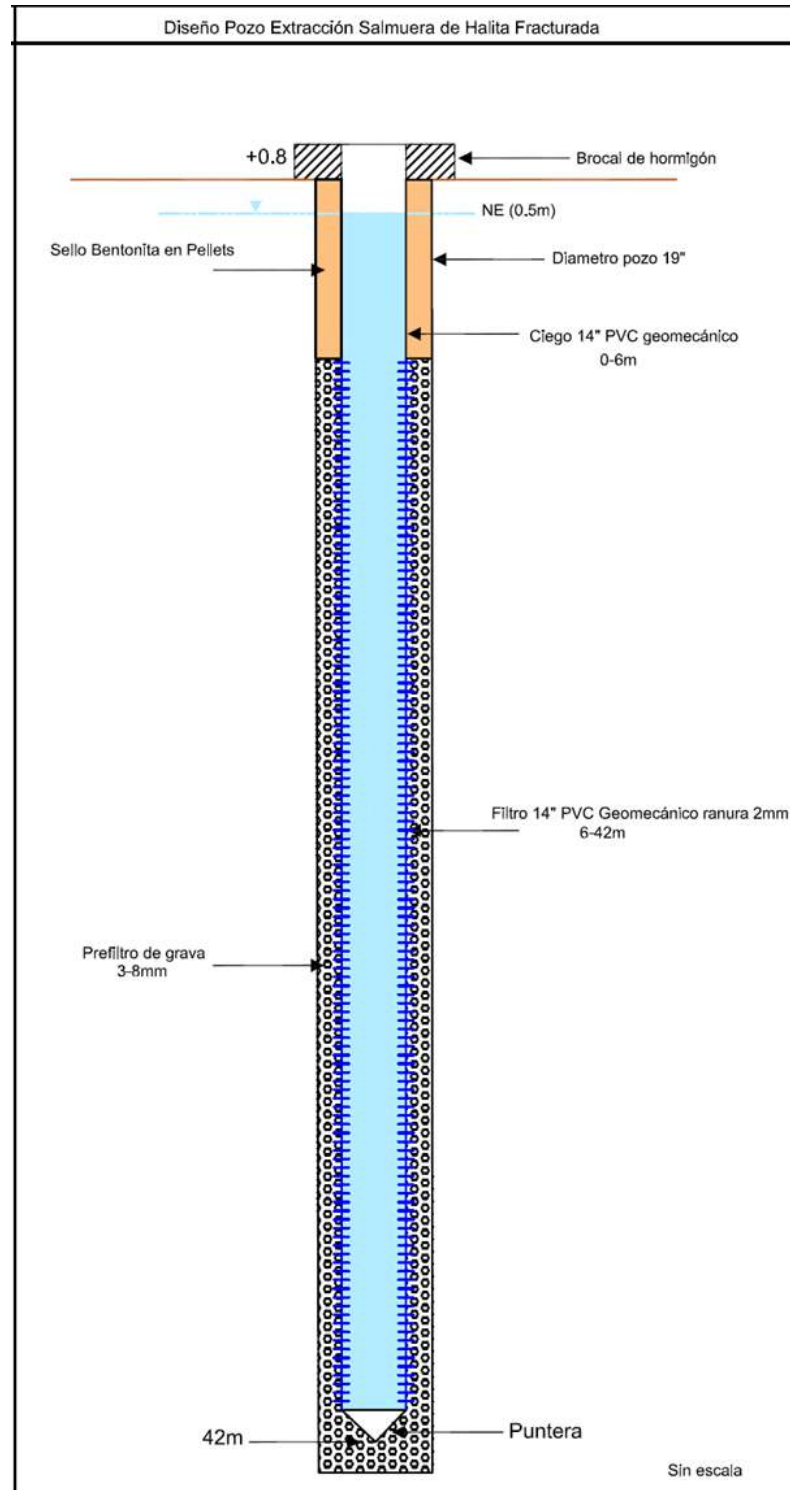 Diseño Pozo Extracción Salmuera de Halita Fracturada
+0.8
Brocal de hormigón
NE (0.5m)
Sello Bentonita en Pellets
Diametro pozo 19"
Ciego 14" PVC geomecánico
0-6m
Filtro 14" PVC Geomecánico ranura 2mm
6-42m
Prefiltro de grava
3-8mm
42m
Puntera
Sin escala